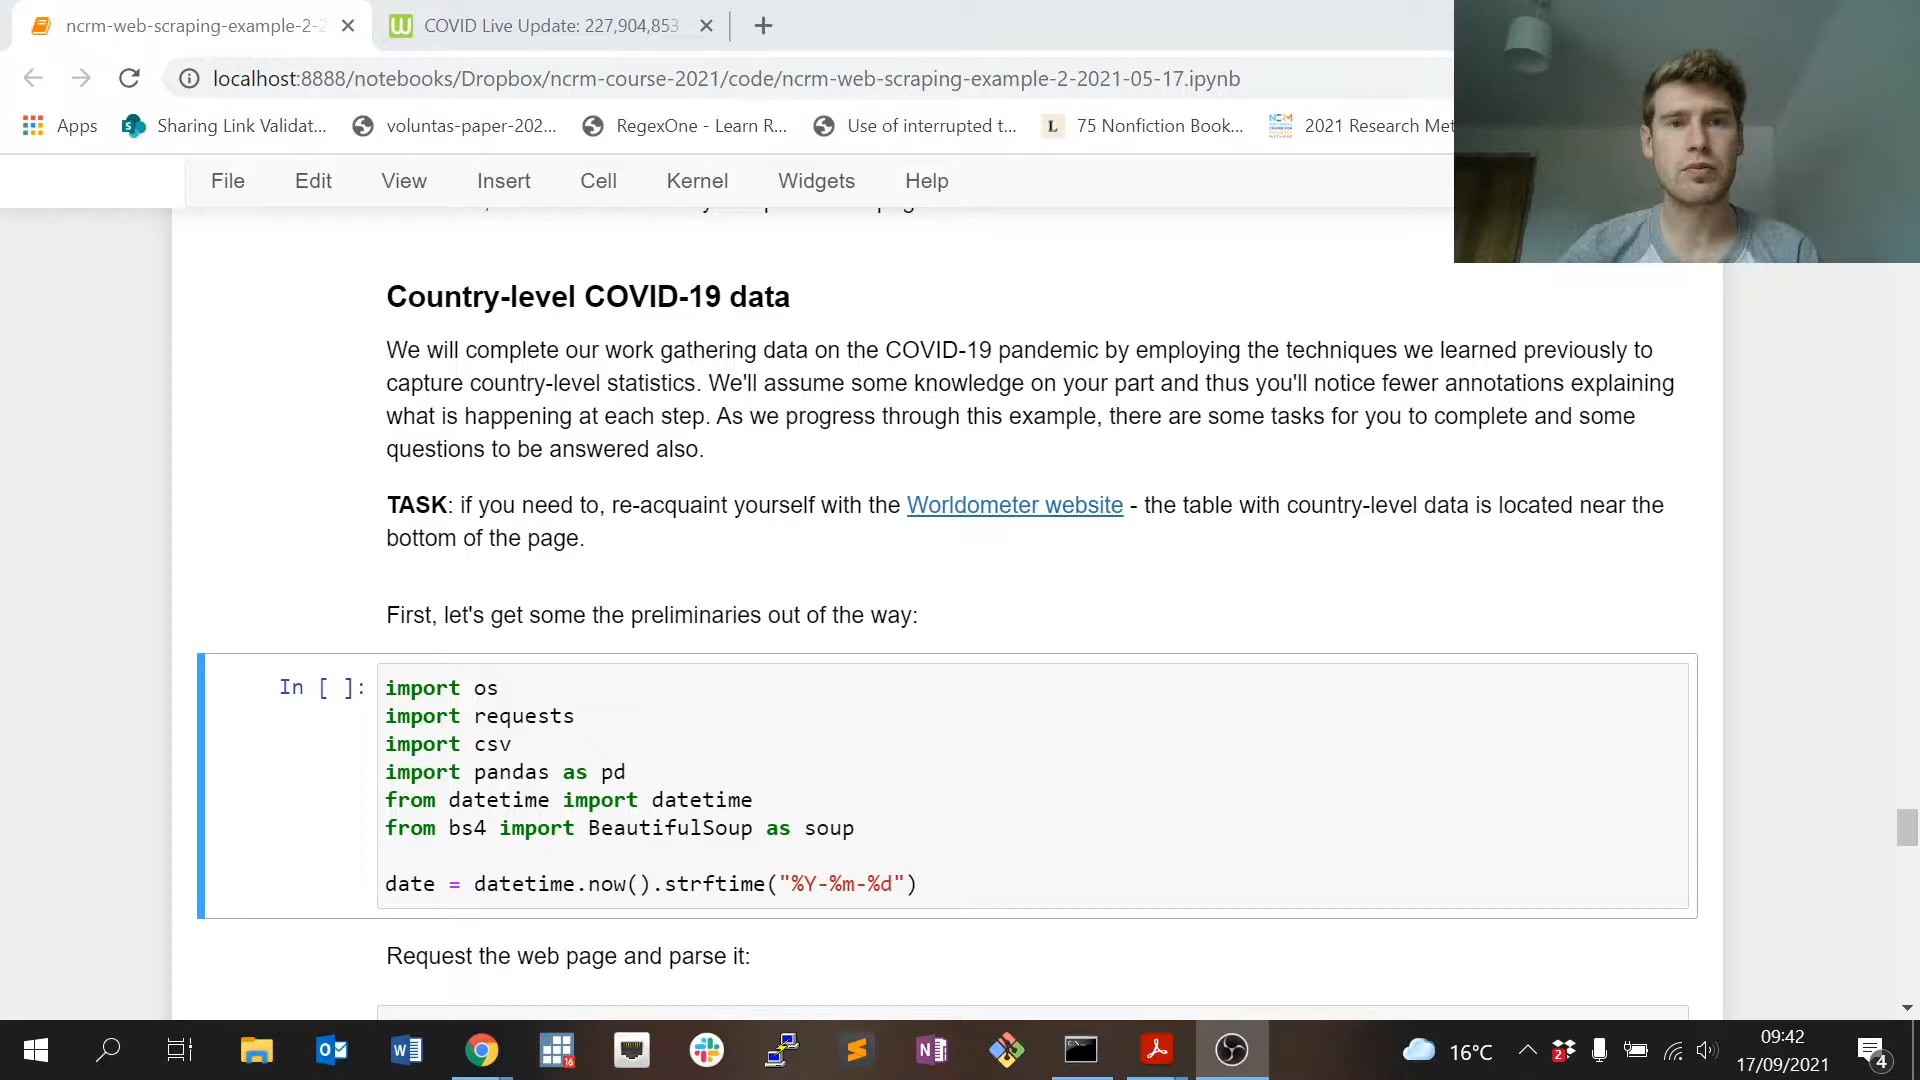 ncrm-web-scraping-example-2-2
COVID Live Update: 227,904,853
localhost:8888/notebooks/Dropbox/ncrm-course-2021/code/ncrm-web-scraping-example-2-2021-05-17.ipynb
Apps
Sharing Link Validat...
voluntas-paper-202...
RegexOne - Learn R...
Use of interrupted t...
L
75 Nonfiction Book...
NCRM
2021 Research Met
File
Edit
View
Insert
Cell
Kernel
Widgets
Help
Country-level COVID-19 data
We will complete our work gathering data on the COVID-19 pandemic by employing the techniques we learned previously to
capture country-level statistics. We'll assume some knowledge on your part and thus you'll notice fewer annotations explaining
what is happening at each step. As we progress through this example, there are some tasks for you to complete and some
questions to be answered also.
TASK: if you need to, re-acquaint yourself with the Worldometer website - the table with country-level data is located near the
bottom of the page.
First, let's get some the preliminaries out of the way:
In [ ]:
import os
import requests
import csv
import pandas as pd
from datetime import datetime
from bs4 import BeautifulSoup as soup
date = datetime.now().strftime("%Y-%m-%d")
Request the web page and parse it:
16
16°C
2
09:42
17/09/2021
4